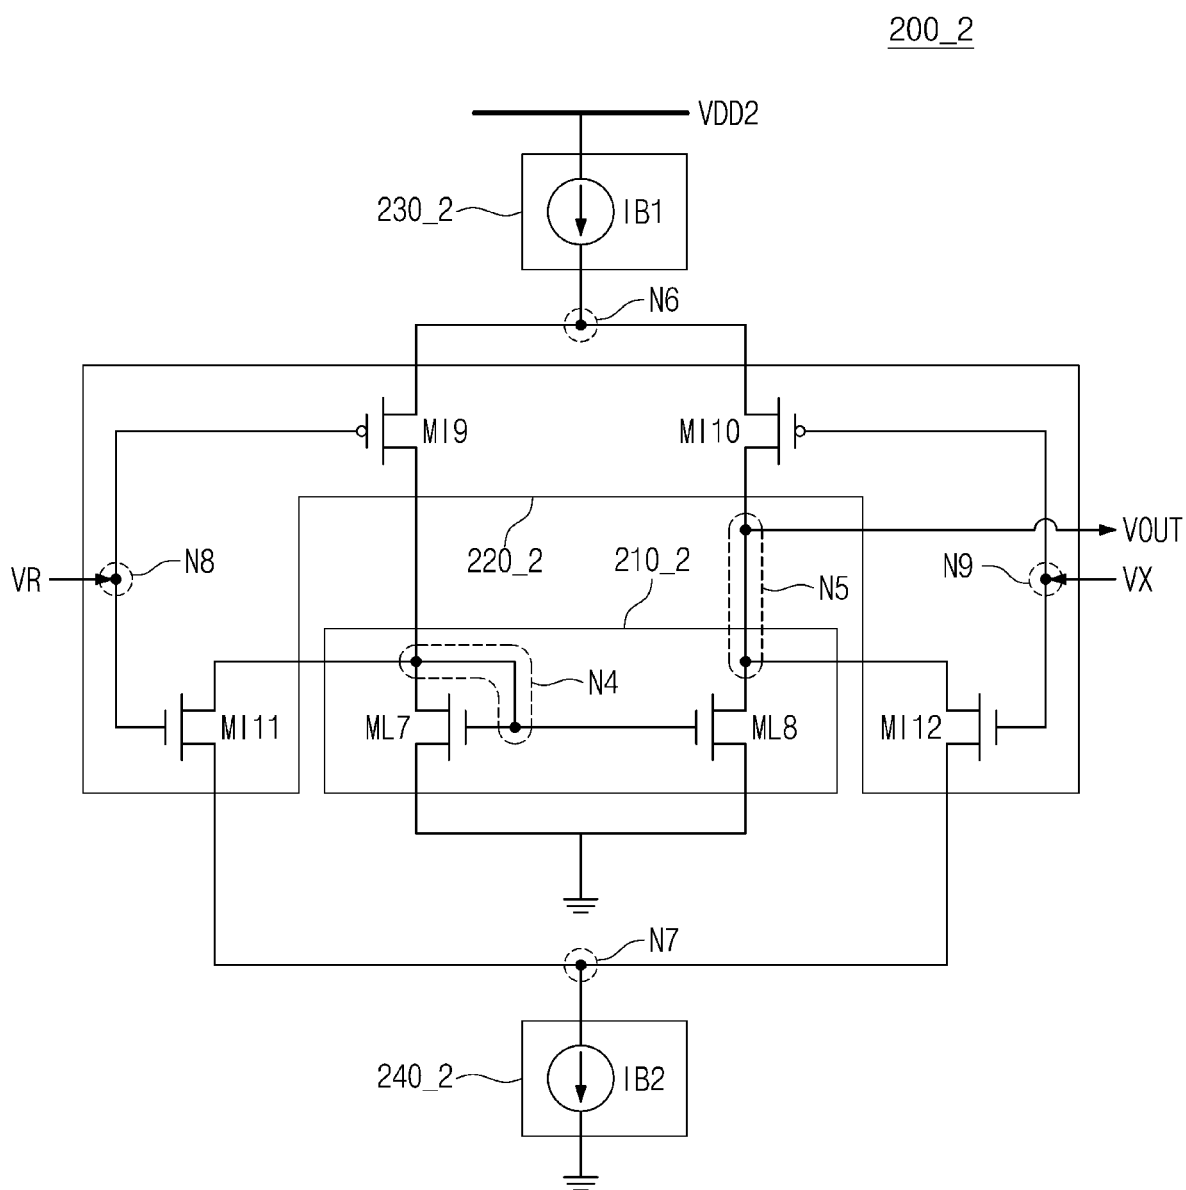 200_2
VDD2
230_2
IB1
N6
MI9
MI10
VOUT
220_2
210_2
N8
N9
VR
VX
N5
N4
MI11
ML7
ML8
MI12
N7
240_2
IB2